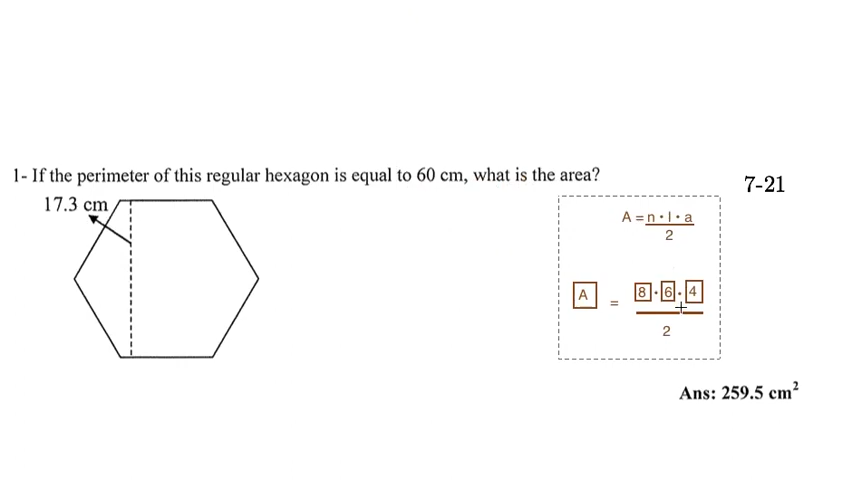 1- If the perimeter of this regular hexagon is equal to 60 cm, what is the area?
7-21
17.3 cm
A = n · l · a
2
A = 8 · 6 · 4
2
Ans: 259.5 cm²